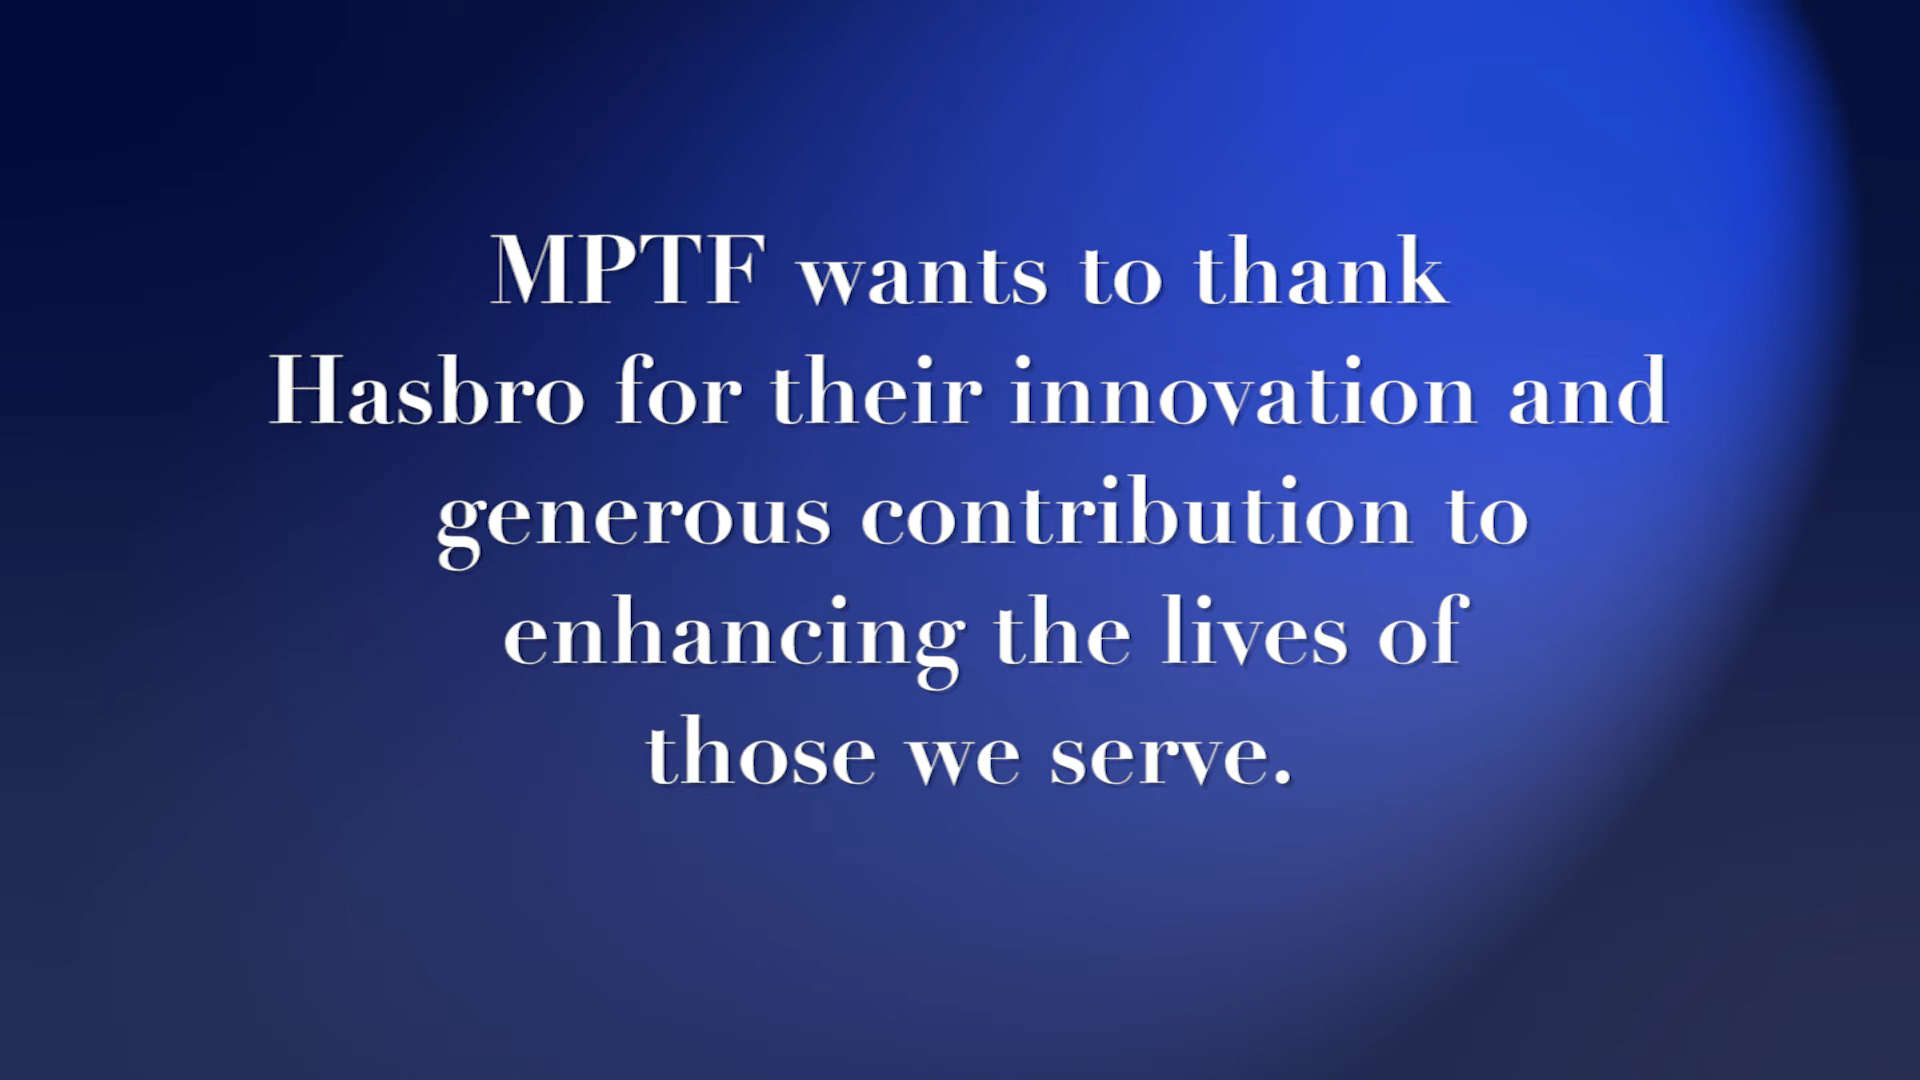 MPTF wants to thank
Hasbro for their innovation and
generous contribution to
enhancing the lives of
those we serve.